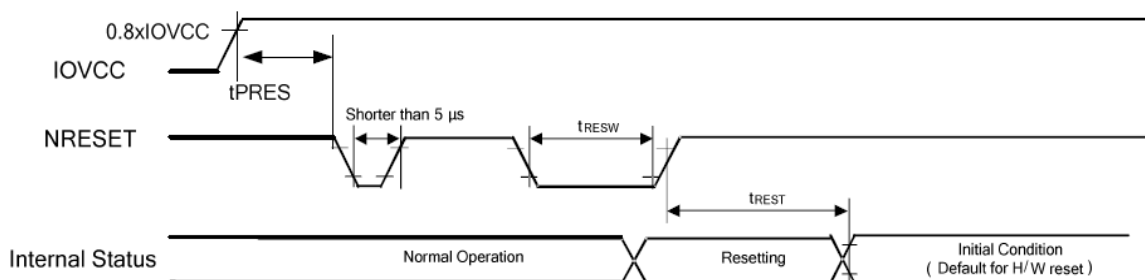 0.8xIOVCC
IOVCC
tPRES
Shorter than 5 µs
tRESW
NRESET
tREST
Internal Status
Normal Operation
Resetting
Initial Condition
( Default for H/W reset )